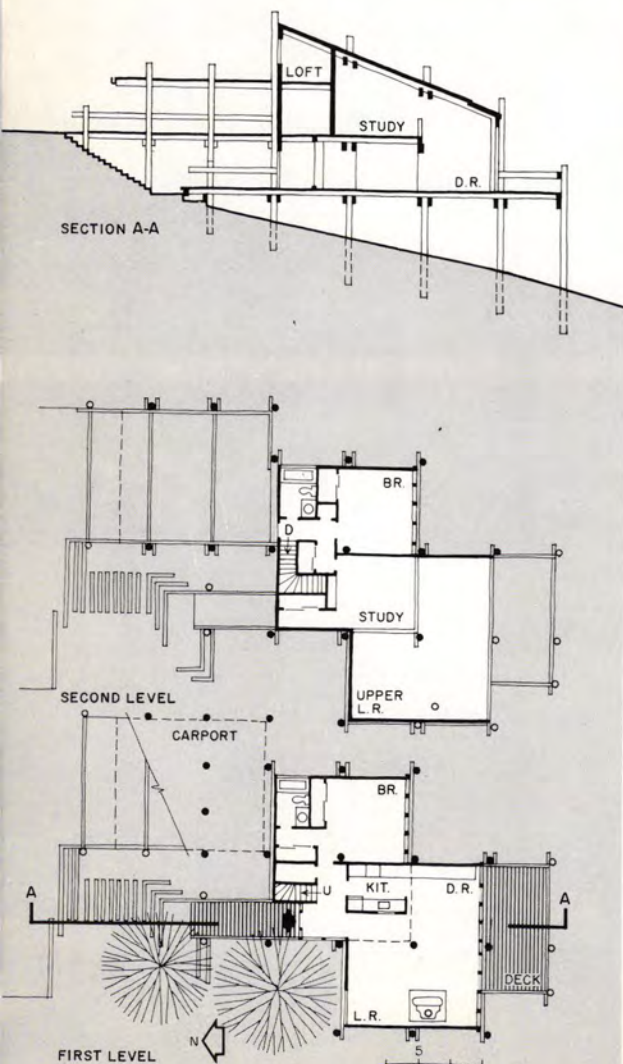 LOFT
STUDY
D.R.
SECTION A-A
BR.
D
STUDY
UPPER
L.R.
SECOND LEVEL
CARPORT
BR.
A
U
KIT.
D.R.
A
DECK
L.R.
N
FIRST LEVEL
5